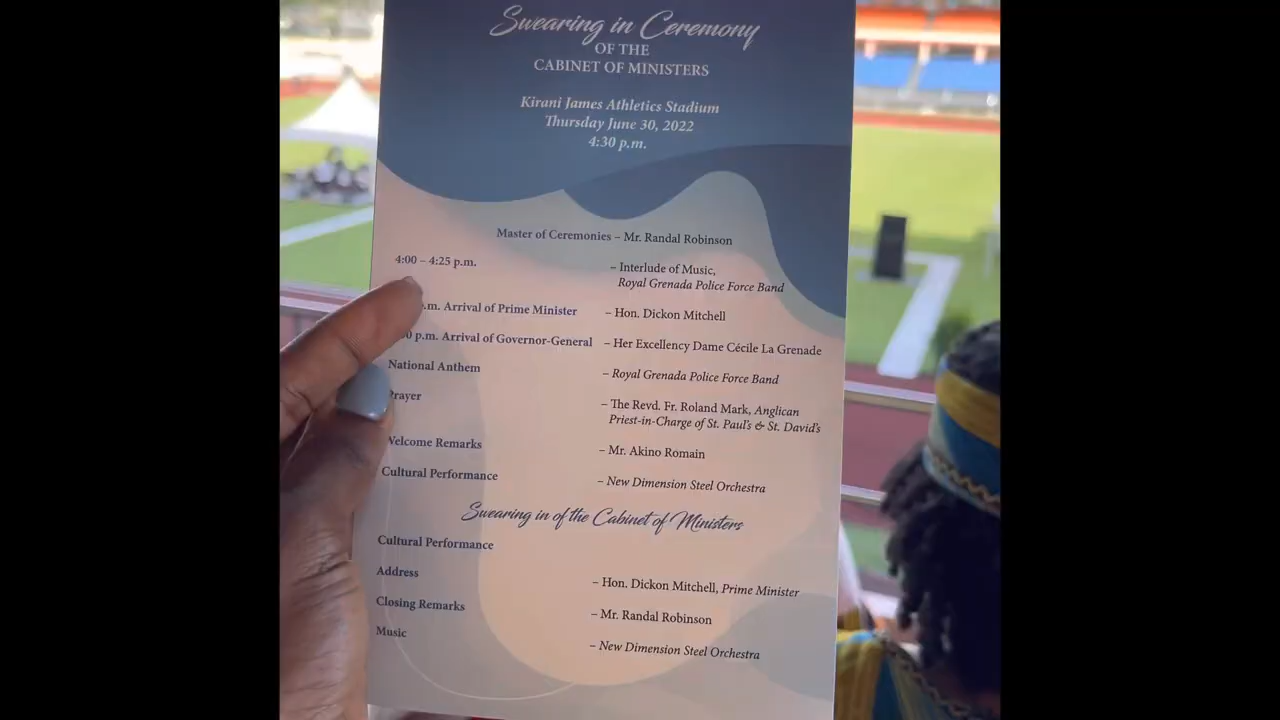 Swearing in Ceremony
OF THE
CABINET OF MINISTERS
Kirani James Athletics Stadium
Thursday June 30, 2022
4:30 p.m.
Master of Ceremonies – Mr. Randal Robinson
4:00 – 4:25 p.m. – Interlude of Music,
Royal Grenada Police Force Band
.m. Arrival of Prime Minister – Hon. Dickon Mitchell
0 p.m. Arrival of Governor-General – Her Excellency Dame Cécile La Grenade
National Anthem – Royal Grenada Police Force Band
Prayer – The Revd. Fr. Roland Mark, Anglican
Priest-in-Charge of St. Paul's & St. David's
Welcome Remarks – Mr. Akino Romain
Cultural Performance – New Dimension Steel Orchestra
Swearing in of the Cabinet of Ministers
Cultural Performance
Address – Hon. Dickon Mitchell, Prime Minister
Closing Remarks – Mr. Randal Robinson
Music – New Dimension Steel Orchestra